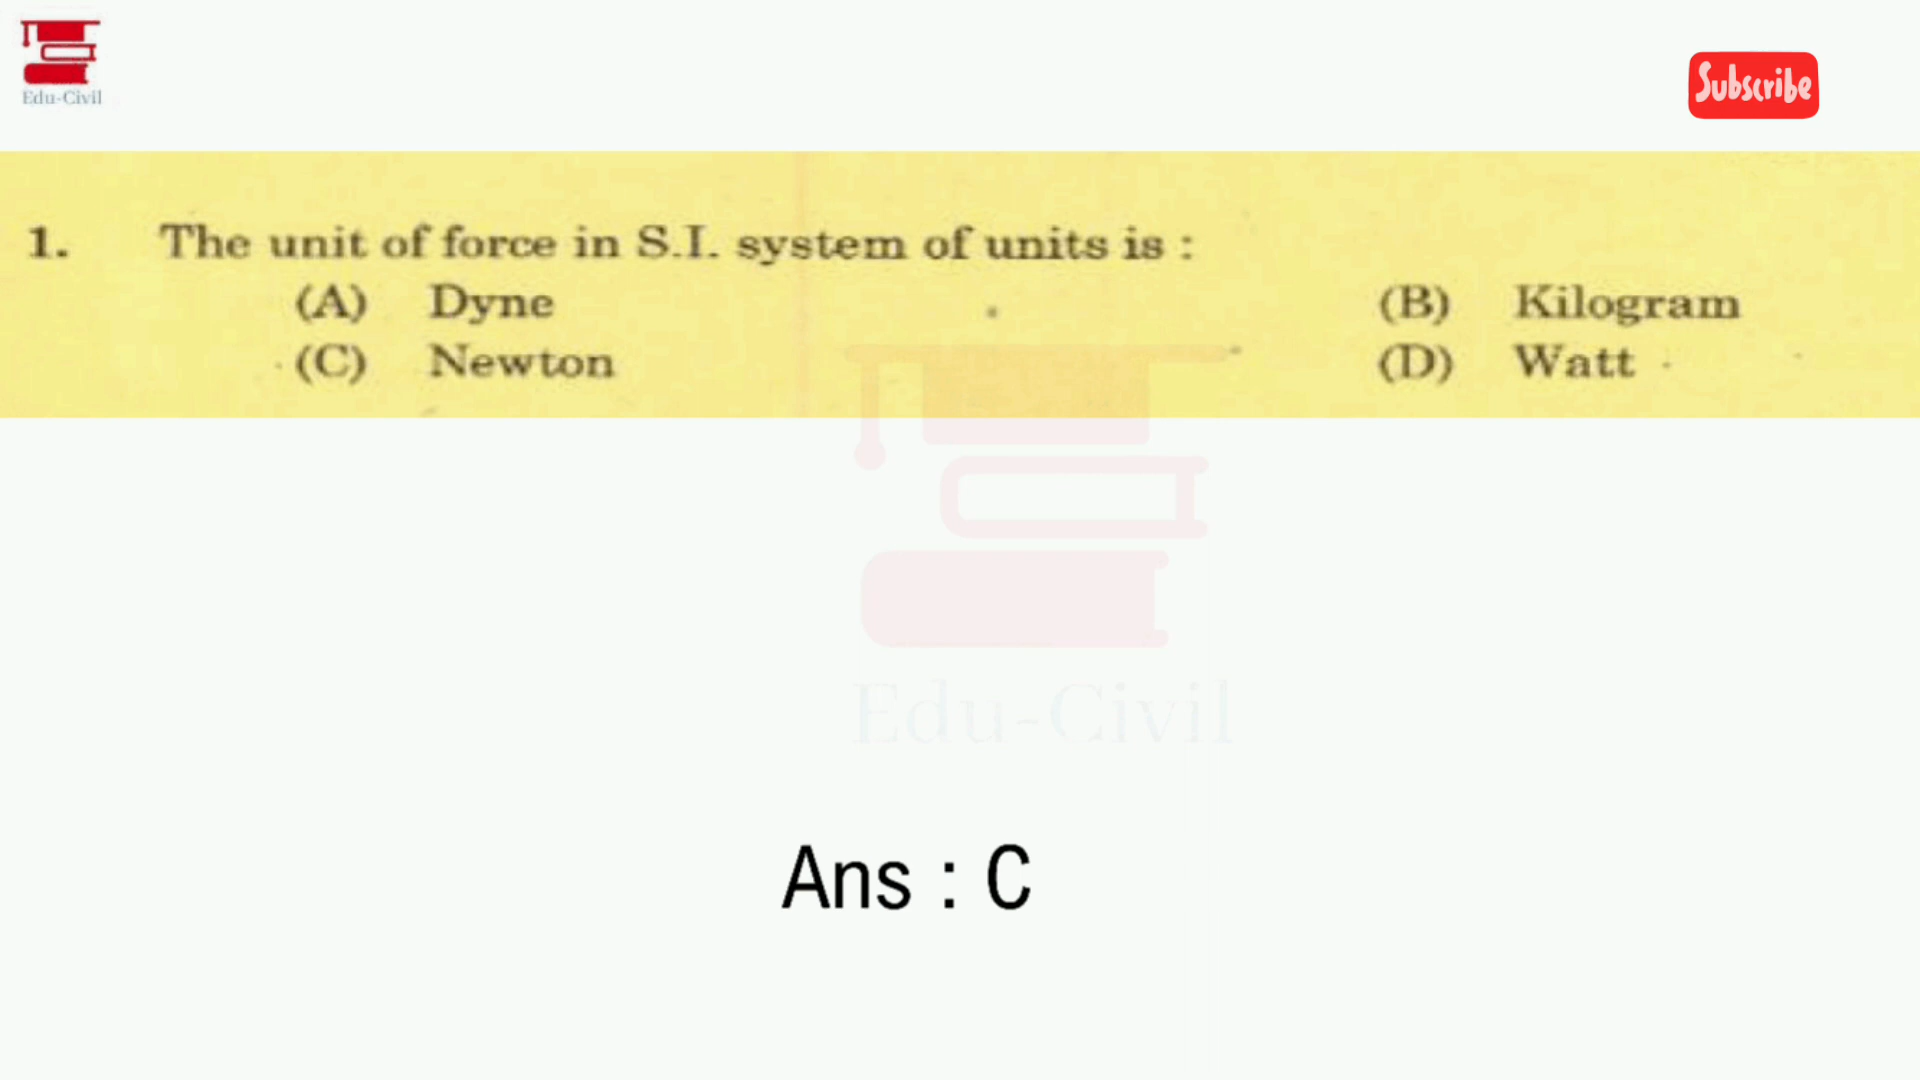 Edu-Civil
Subscribe
1. The unit of force in S.I. system of units is :
(A) Dyne (B) Kilogram
(C) Newton (D) Watt
Edu-Civil
Ans : C